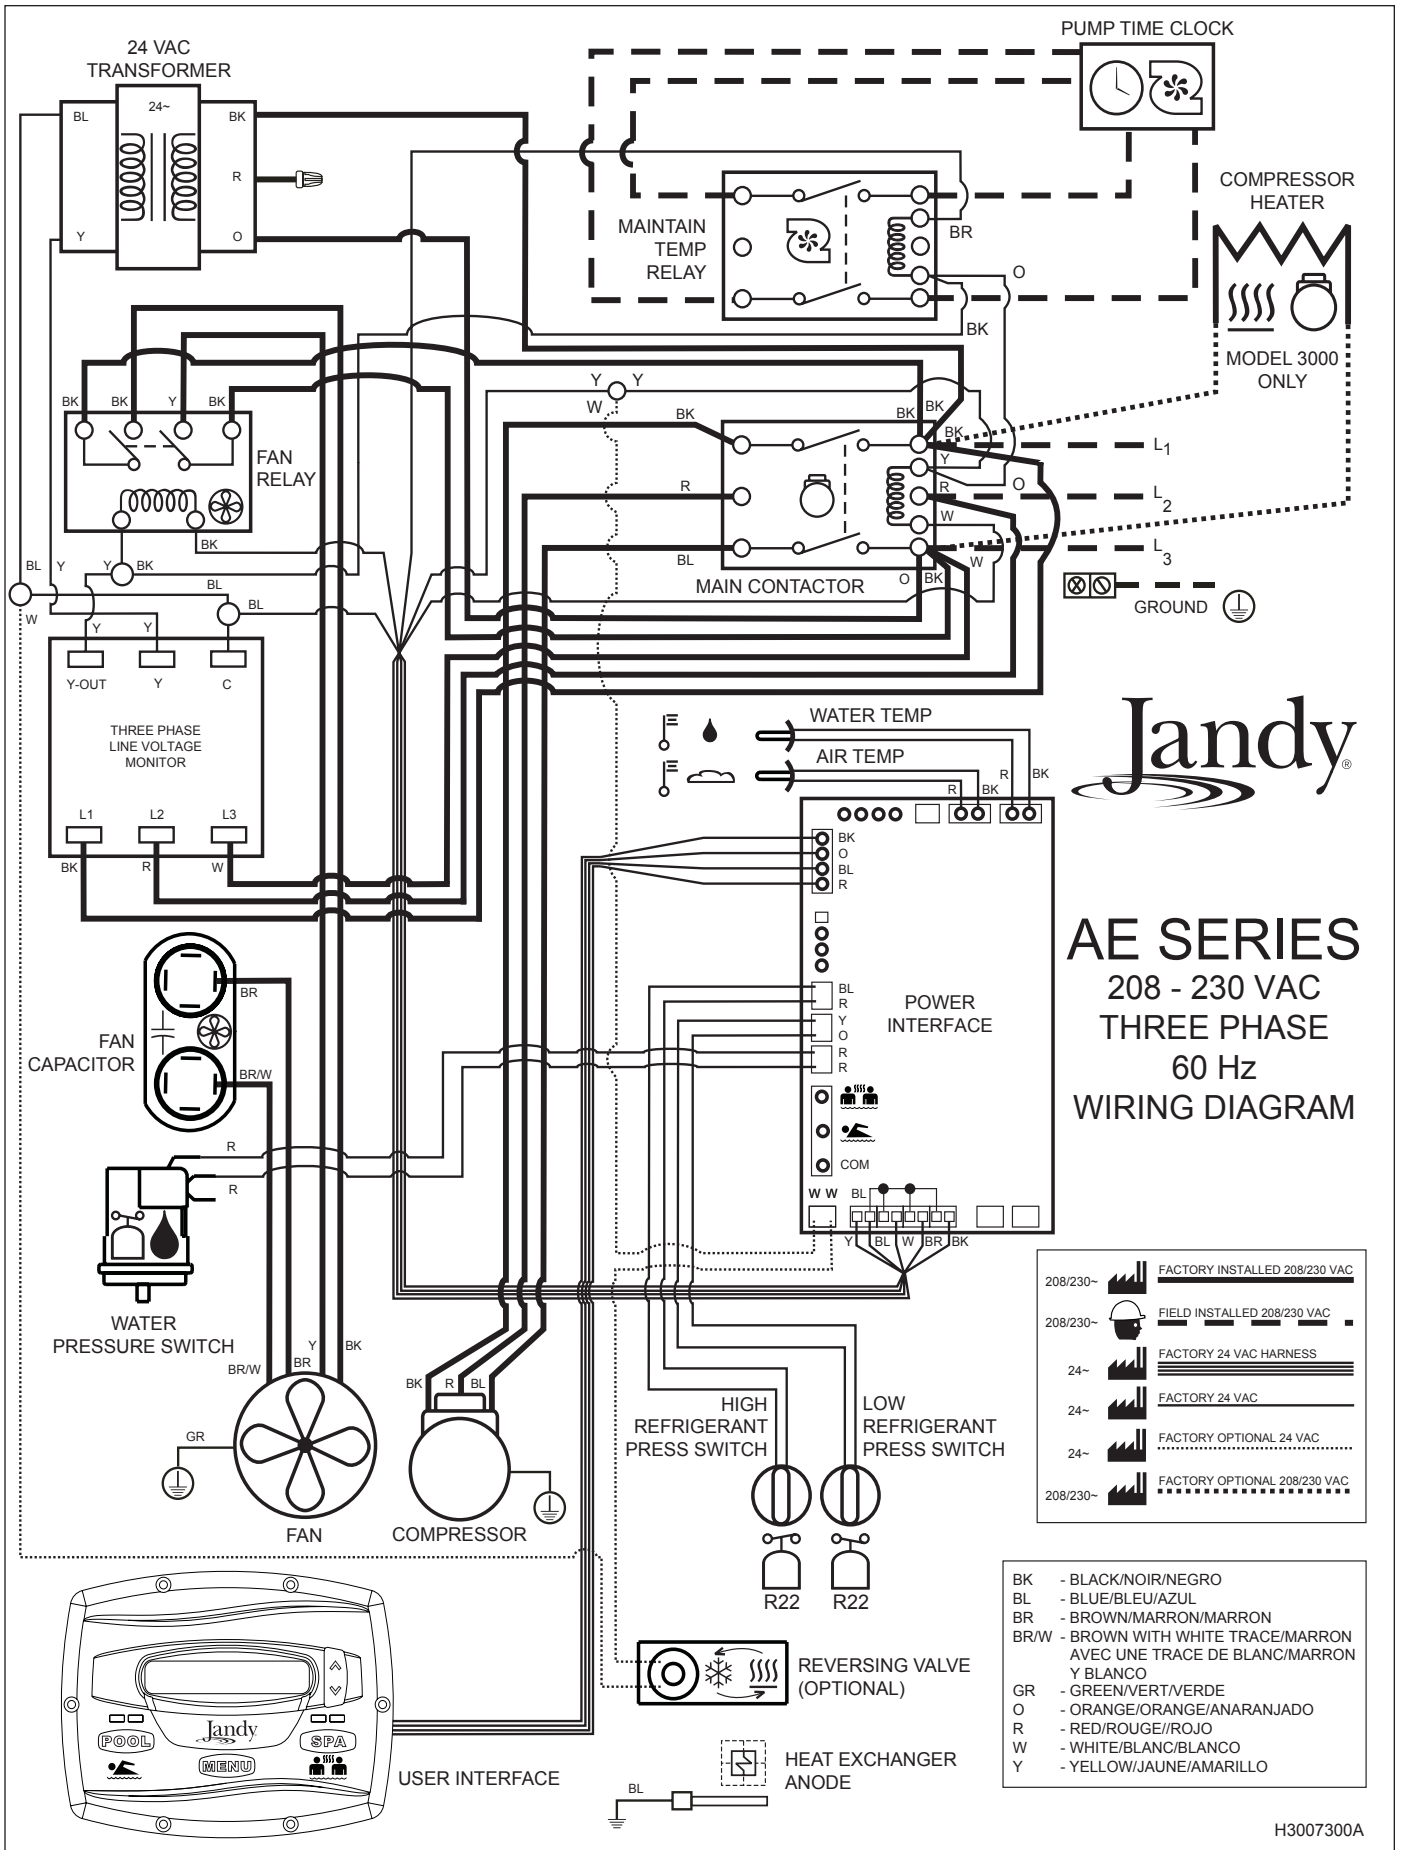 PUMP TIME CLOCK
24 VAC
TRANSFORMER
24~
BL
BK
R
Y
O
COMPRESSOR
HEATER
MAINTAIN
TEMP
RELAY
BR
O
BK
MODEL 3000
ONLY
BK
BK
Y
BK
FAN
RELAY
BK
Y
Y
W
BK
BK
BK
BK
Y
R
R
O
W
BL
W
O
BK
MAIN CONTACTOR
L1
L2
L3
GROUND
BL
Y
Y
BK
BL
BL
W
Y
Y
Y-OUT
Y
C
THREE PHASE
LINE VOLTAGE
MONITOR
L1
L2
L3
BK
R
W
WATER TEMP
AIR TEMP
R
BK
R
BK
Jandy®
BK
O
BL
R
BL
R
Y
O
R
R
POWER
INTERFACE
COM
W W
BL
Y
BL
W
BR
BK
AE SERIES
208 - 230 VAC
THREE PHASE
60 Hz
WIRING DIAGRAM
FAN
CAPACITOR
BR
BR/W
R
R
WATER
PRESSURE SWITCH
BR/W
BR
Y
BK
GR
FAN
BK
R
BL
COMPRESSOR
HIGH
REFRIGERANT
PRESS SWITCH
LOW
REFRIGERANT
PRESS SWITCH
R22
R22
208/230~
FACTORY INSTALLED 208/230 VAC
208/230~
FIELD INSTALLED 208/230 VAC
24~
FACTORY 24 VAC HARNESS
24~
FACTORY 24 VAC
24~
FACTORY OPTIONAL 24 VAC
208/230~
FACTORY OPTIONAL 208/230 VAC
BK - BLACK/NOIR/NEGRO
BL - BLUE/BLEU/AZUL
BR - BROWN/MARRON/MARRON
BR/W - BROWN WITH WHITE TRACE/MARRON
AVEC UNE TRACE DE BLANC/MARRON
Y BLANCO
GR - GREEN/VERT/VERDE
O - ORANGE/ORANGE/ANARANJADO
R - RED/ROUGE//ROJO
W - WHITE/BLANC/BLANCO
Y - YELLOW/JAUNE/AMARILLO
REVERSING VALVE
(OPTIONAL)
Jandy
POOL
MENU
SPA
USER INTERFACE
HEAT EXCHANGER
ANODE
BL
H3007300A